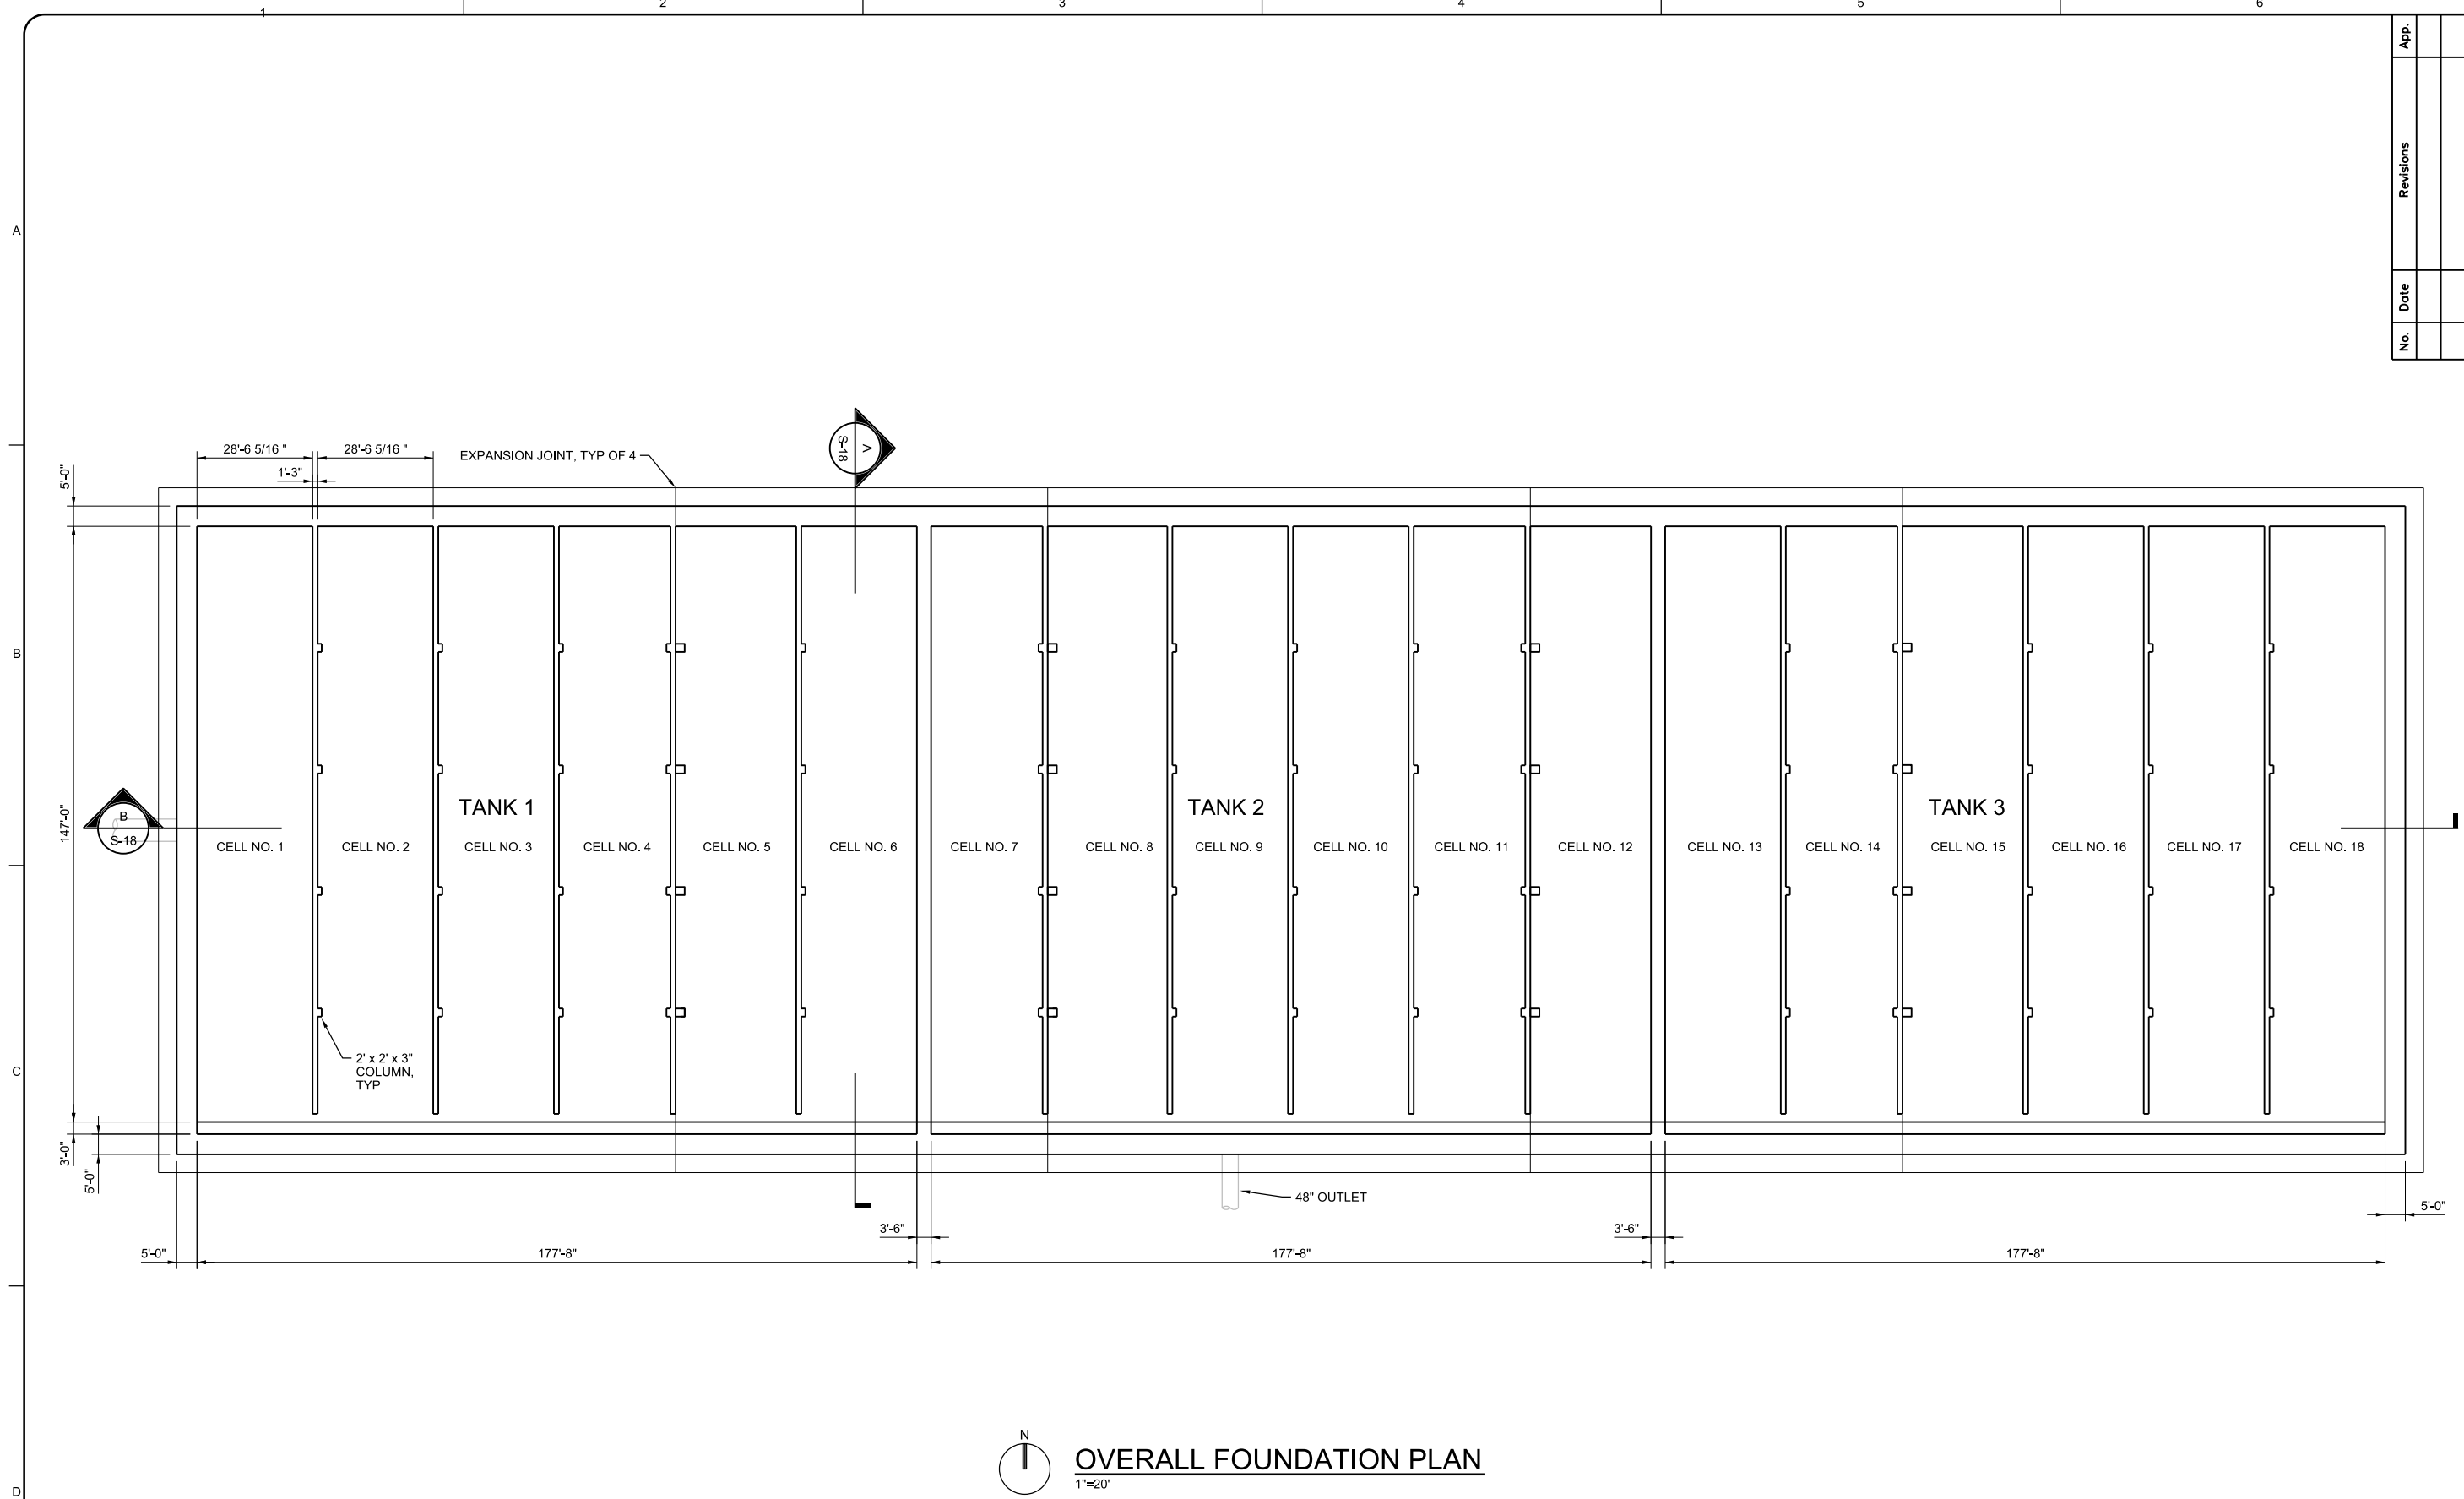 1
2
3
4
5
6
App.
Revisions
Date
No.
A
B
C
D
28'-6 5/16 "
28'-6 5/16 "
1'-3"
EXPANSION JOINT, TYP OF 4
A
S-18
5'-0"
147'-0"
3'-0"
5'-0"
B
S-18
TANK 1
TANK 2
TANK 3
CELL NO. 1
CELL NO. 2
CELL NO. 3
CELL NO. 4
CELL NO. 5
CELL NO. 6
CELL NO. 7
CELL NO. 8
CELL NO. 9
CELL NO. 10
CELL NO. 11
CELL NO. 12
CELL NO. 13
CELL NO. 14
CELL NO. 15
CELL NO. 16
CELL NO. 17
CELL NO. 18
2' x 2' x 3"
COLUMN,
TYP
48" OUTLET
5'-0"
177'-8"
3'-6"
177'-8"
3'-6"
177'-8"
5'-0"
N
OVERALL FOUNDATION PLAN
1"=20'